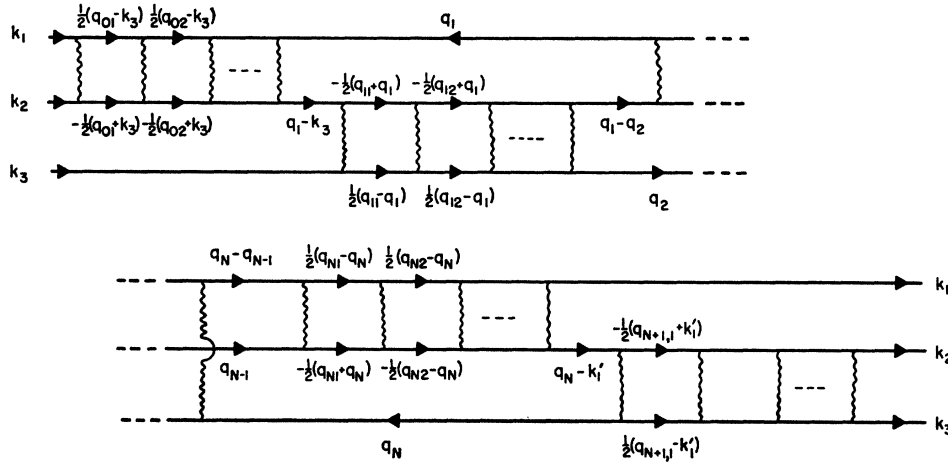 ½(q₀₁-k₃) ½(q₀₂-k₃) q₁
k₁
-½(q₁₁+q₁) -½(q₁₂+q₁)
k₂
-½(q₀₁+k₃) -½(q₀₂+k₃) q₁-k₃ q₁-q₂
k₃
½(q₁₁-q₁) ½(q₁₂-q₁) q₂
q_N-q_{N-1} ½(q_{N1}-q_N) ½(q_{N2}-q_N)
k₁
-½(q_{N+1,1}+k₁′)
k₂
q_{N-1} -½(q_{N1}+q_N) -½(q_{N2}-q_N) q_N-k₁′
k₃
q_N ½(q_{N+1,1}-k₁′)